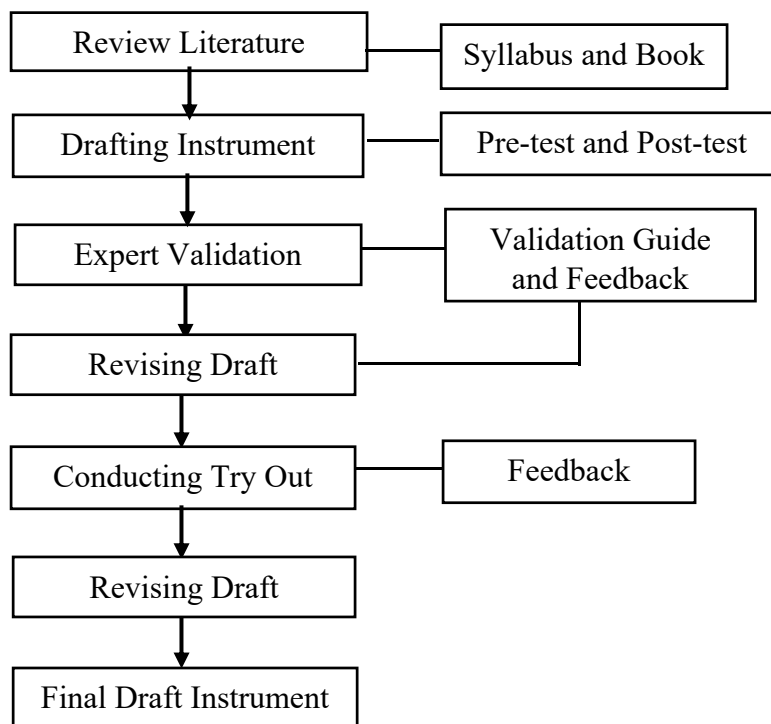 Review Literature
Syllabus and Book
Drafting Instrument
Pre-test and Post-test
Expert Validation
Validation Guide
and Feedback
Revising Draft
Conducting Try Out
Feedback
Revising Draft
Final Draft Instrument